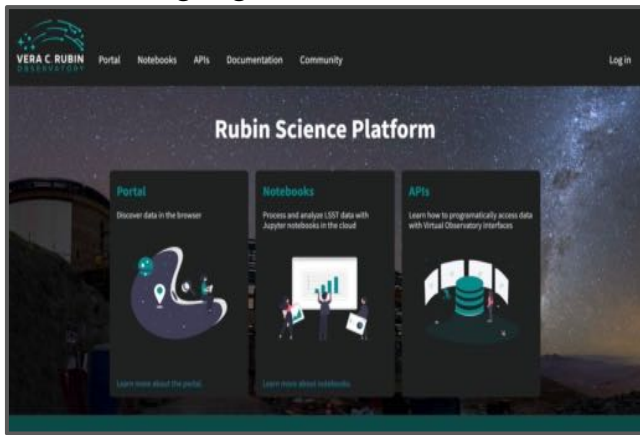 VERA C. RUBIN
OBSERVATORY
Portal Notebooks APIs Documentation Community Log in
Rubin Science Platform
Portal
Discover data in the browser
Learn more about the portal.
Notebooks
Process and analyze LSST data with
Jupyter notebooks in the cloud
Learn more about notebooks
APIs
Learn how to programatically access data
with Virtual Observatory interfaces